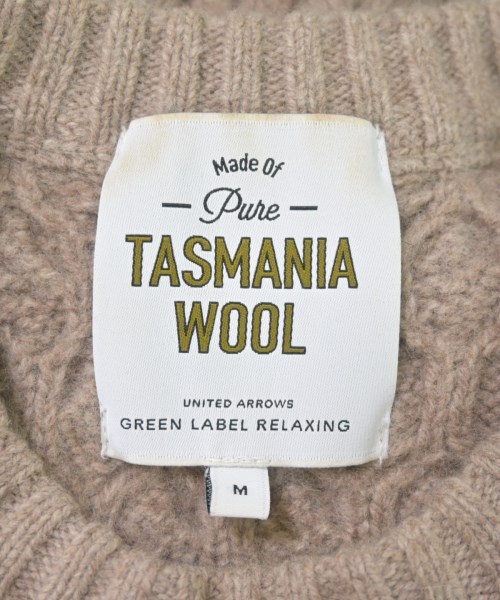 Made Of
Pure
TASMANIA
WOOL
UNITED ARROWS
GREEN LABEL RELAXING
M